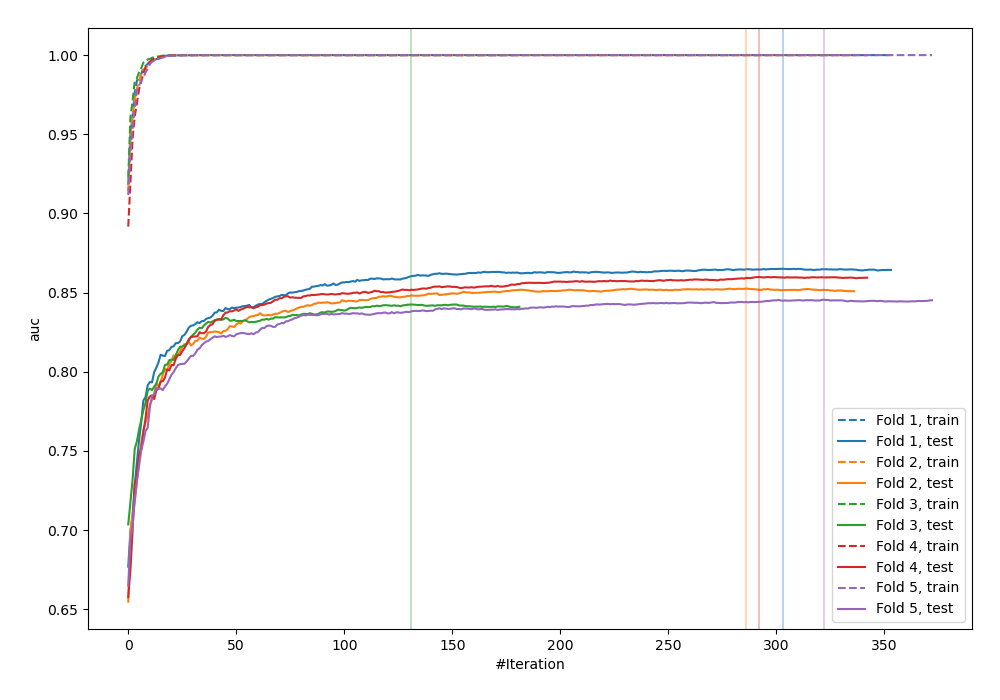 1.00
0.95
0.90
0.85
0.80
0.75
0.70
0.65
auc
0
50
100
150
200
250
300
350
#Iteration
Fold 1, train
Fold 1, test
Fold 2, train
Fold 2, test
Fold 3, train
Fold 3, test
Fold 4, train
Fold 4, test
Fold 5, train
Fold 5, test